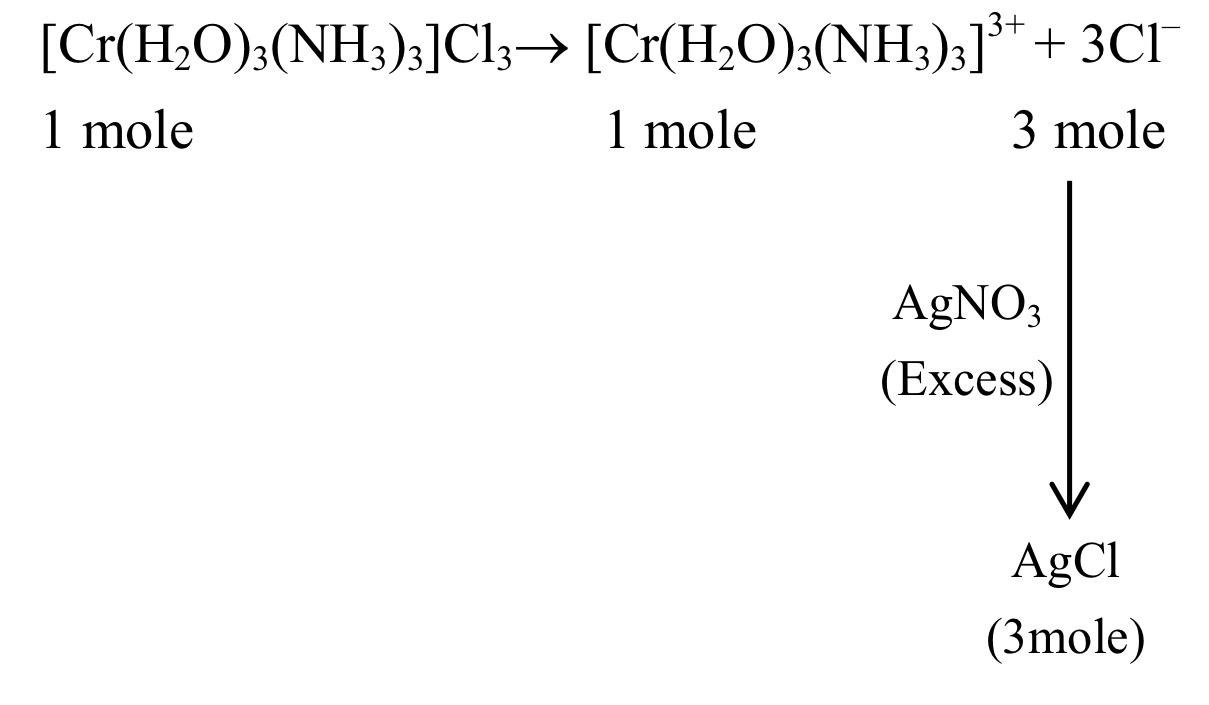 [Cr(H₂O)₃(NH₃)₃]Cl₃→ [Cr(H₂O)₃(NH₃)₃]³⁺ + 3Cl⁻
1 mole 1 mole 3 mole
AgNO₃
(Excess)
AgCl
(3mole)